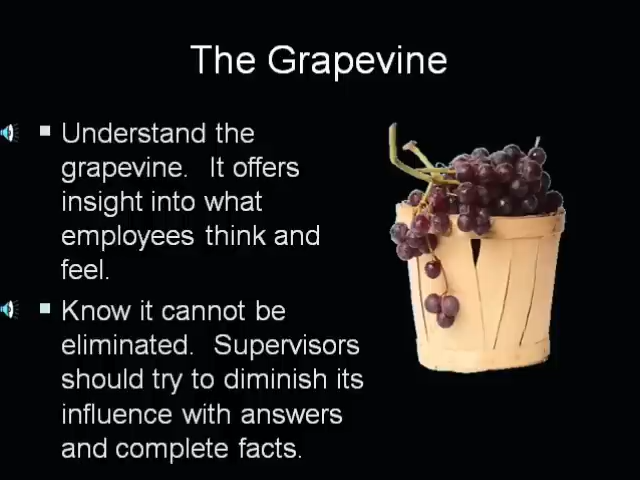 The Grapevine
Understand the
grapevine. It offers
insight into what
employees think and
feel.
Know it cannot be
eliminated. Supervisors
should try to diminish its
influence with answers
and complete facts.